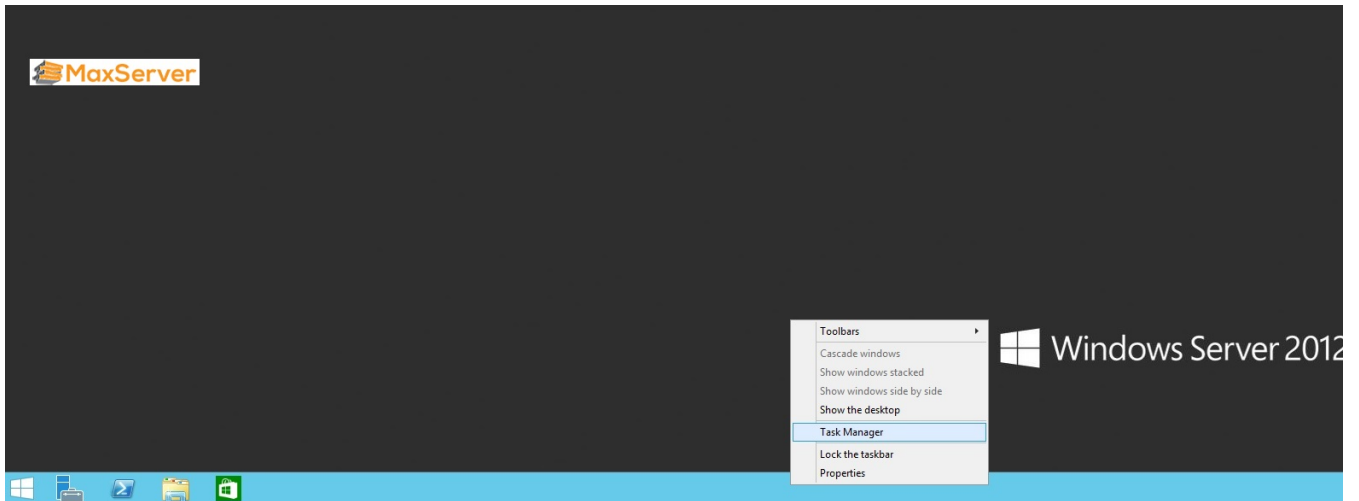 MaxServer
Toolbars
Cascade windows
Show windows stacked
Show windows side by side
Show the desktop
Task Manager
Lock the taskbar
Properties
Windows Server 2012